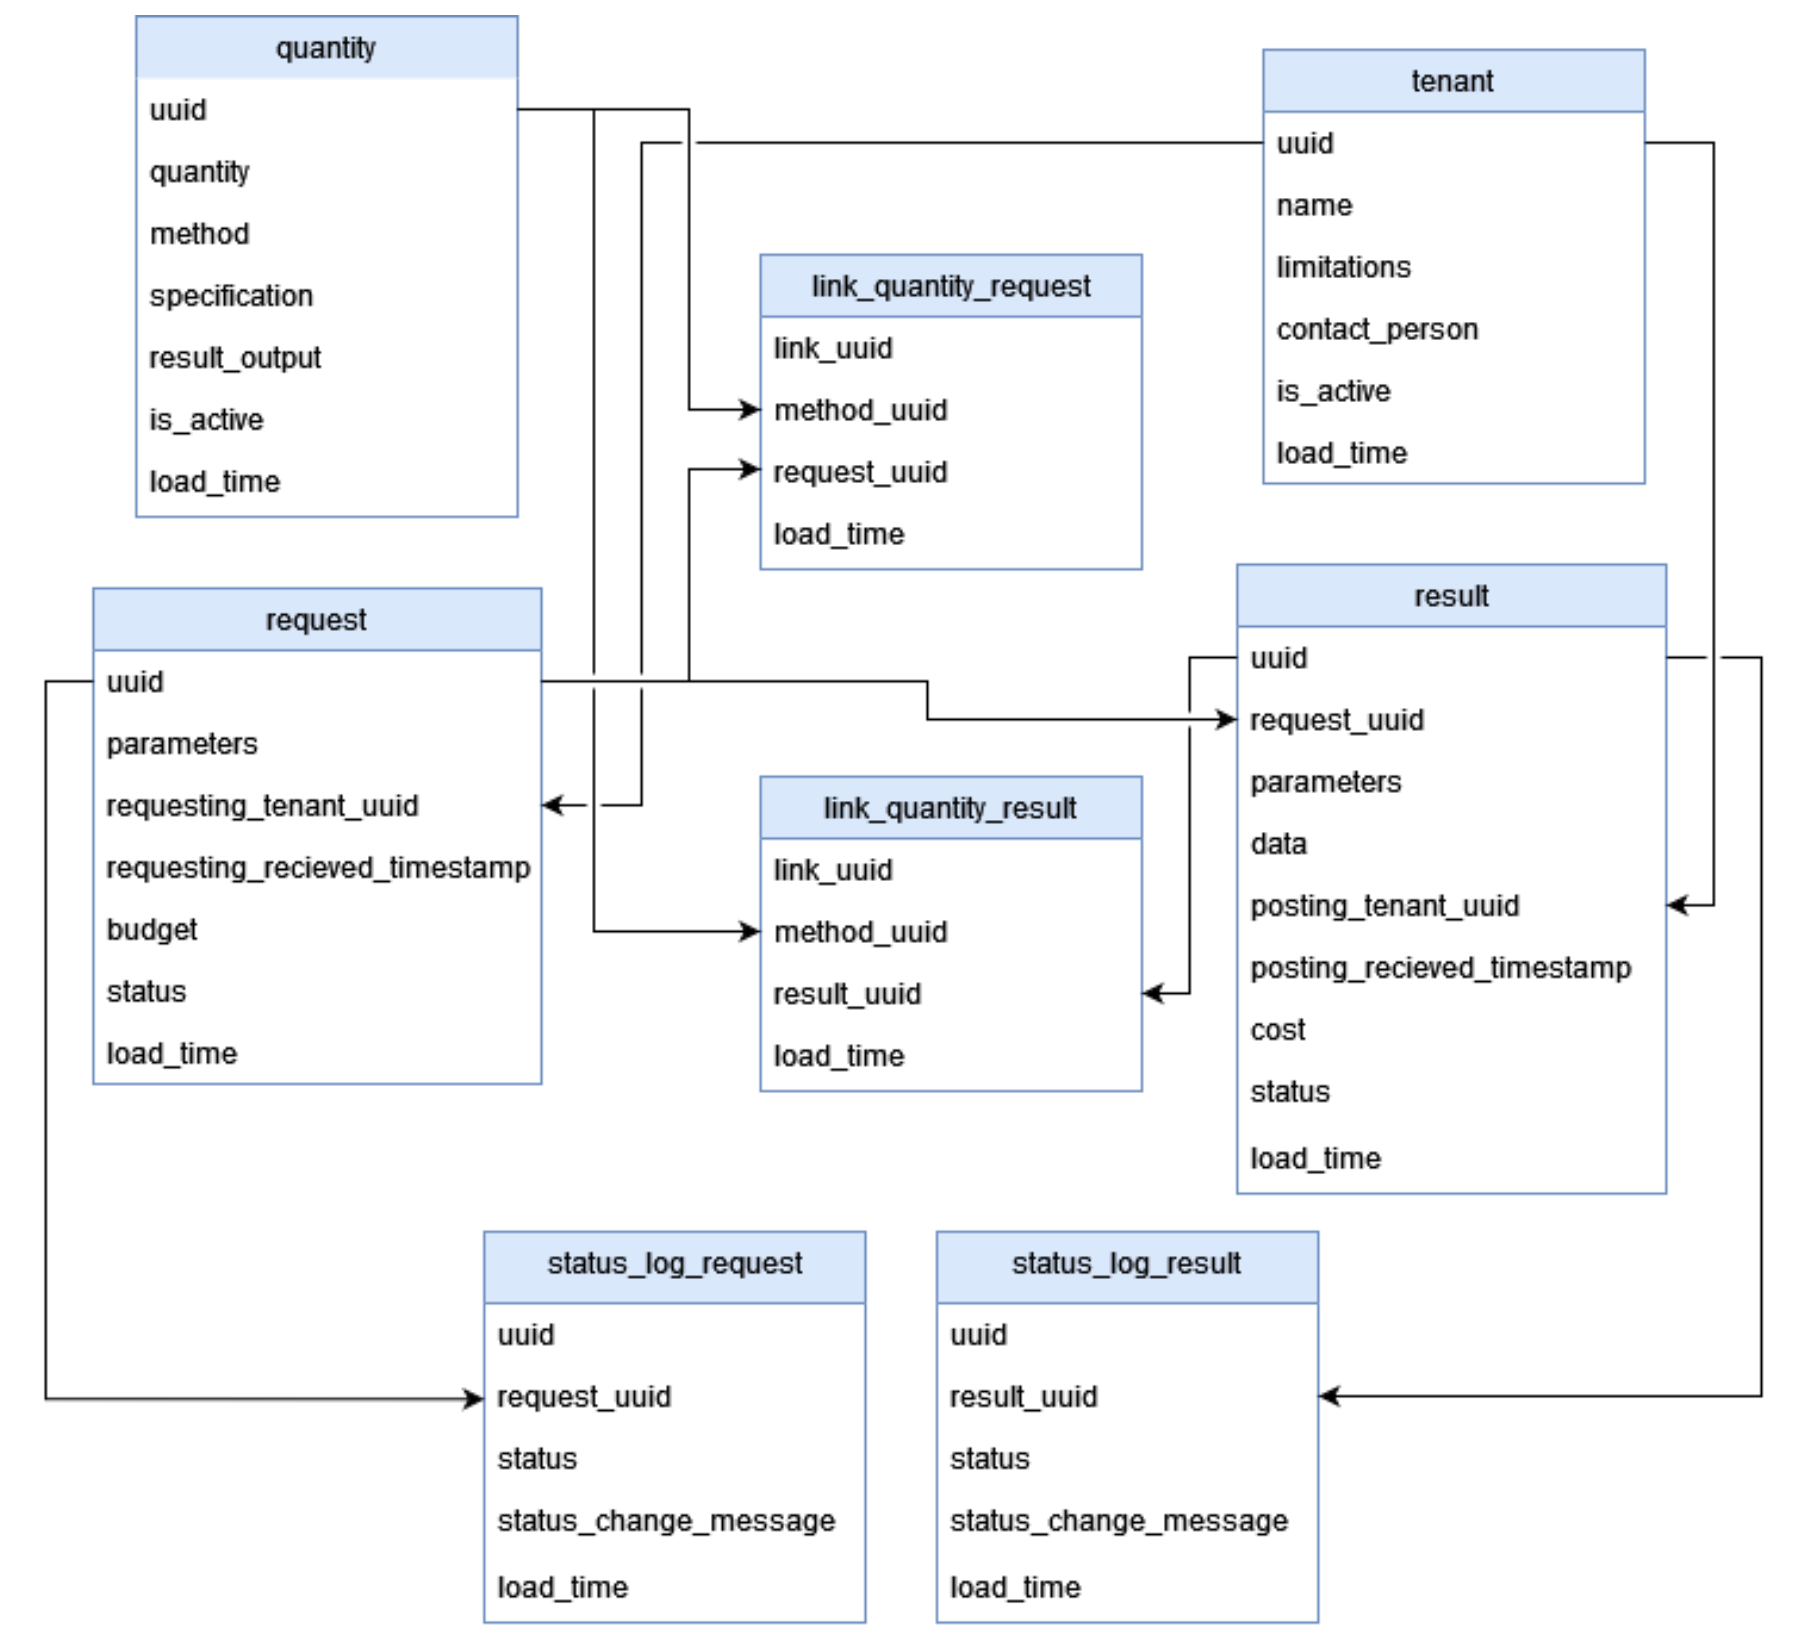 quantity
uuid
quantity
method
specification
result_output
is_active
load_time
tenant
uuid
name
limitations
contact_person
is_active
load_time
link_quantity_request
link_uuid
method_uuid
request_uuid
load_time
request
uuid
parameters
requesting_tenant_uuid
requesting_recieved_timestamp
budget
status
load_time
link_quantity_result
link_uuid
method_uuid
result_uuid
load_time
result
uuid
request_uuid
parameters
data
posting_tenant_uuid
posting_recieved_timestamp
cost
status
load_time
status_log_request
uuid
request_uuid
status
status_change_message
load_time
status_log_result
uuid
result_uuid
status
status_change_message
load_time